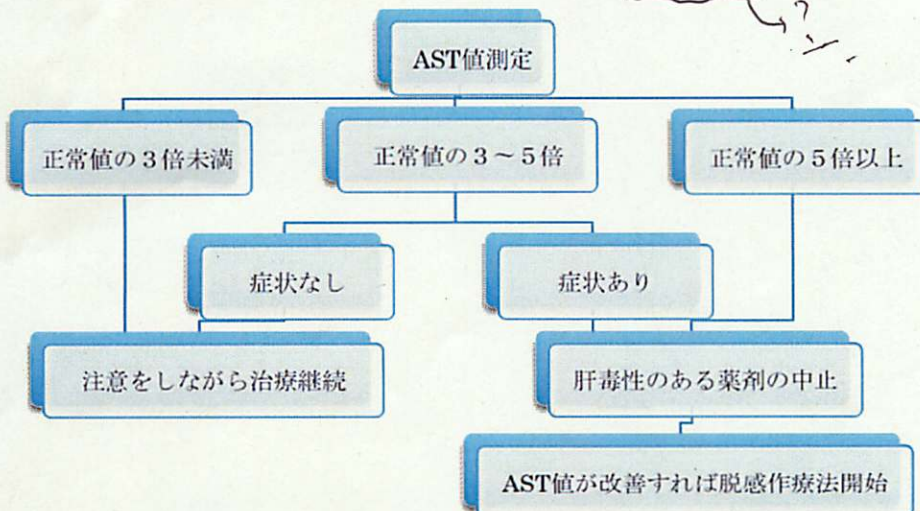 AST値測定
正常値の3倍未満
正常値の3～5倍
正常値の5倍以上
症状なし
症状あり
注意をしながら治療継続
肝毒性のある薬剤の中止
AST値が改善すれば脱感作療法開始